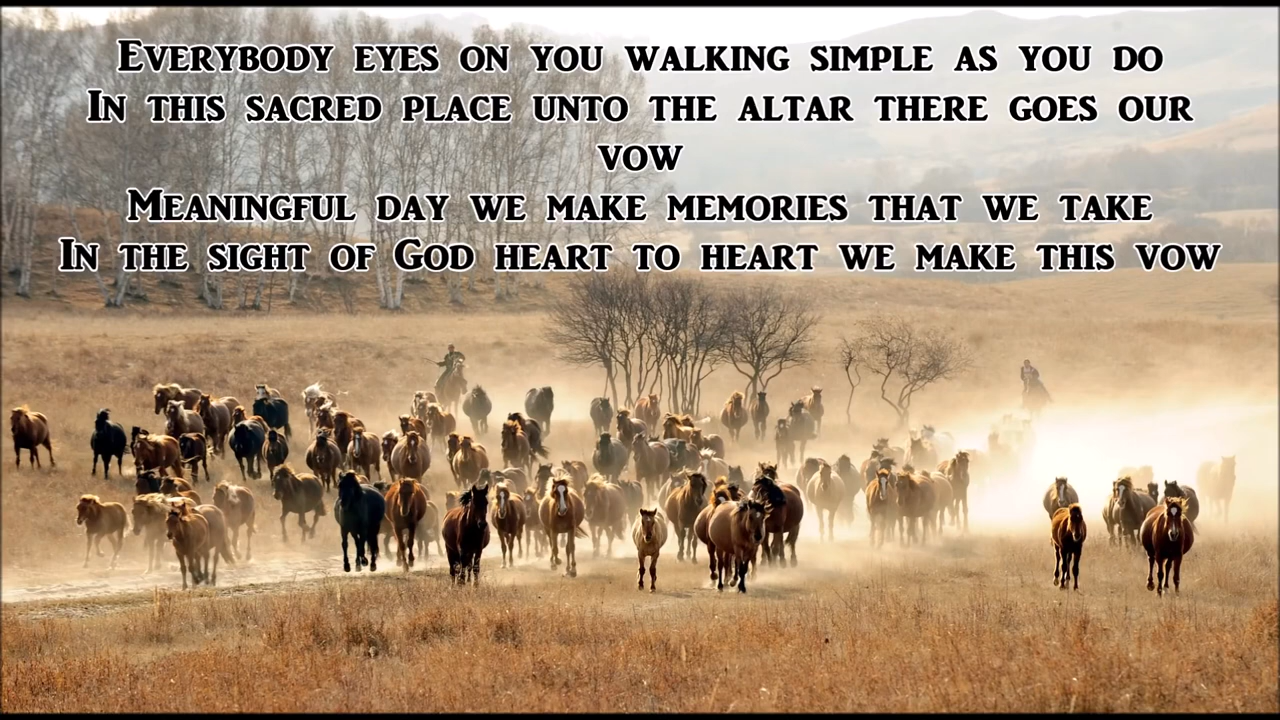 Everybody eyes on you walking simple as you do
In this sacred place unto the altar there goes our
vow
Meaningful day we make memories that we take
In the sight of God heart to heart we make this vow